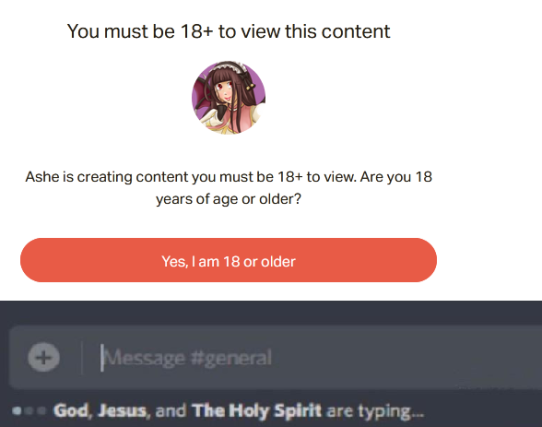 You must be 18+ to view this content
Ashe is creating content you must be 18+ to view. Are you 18
years of age or older?
Yes, I am 18 or older
Message #general
God, Jesus, and The Holy Spirit are typing...